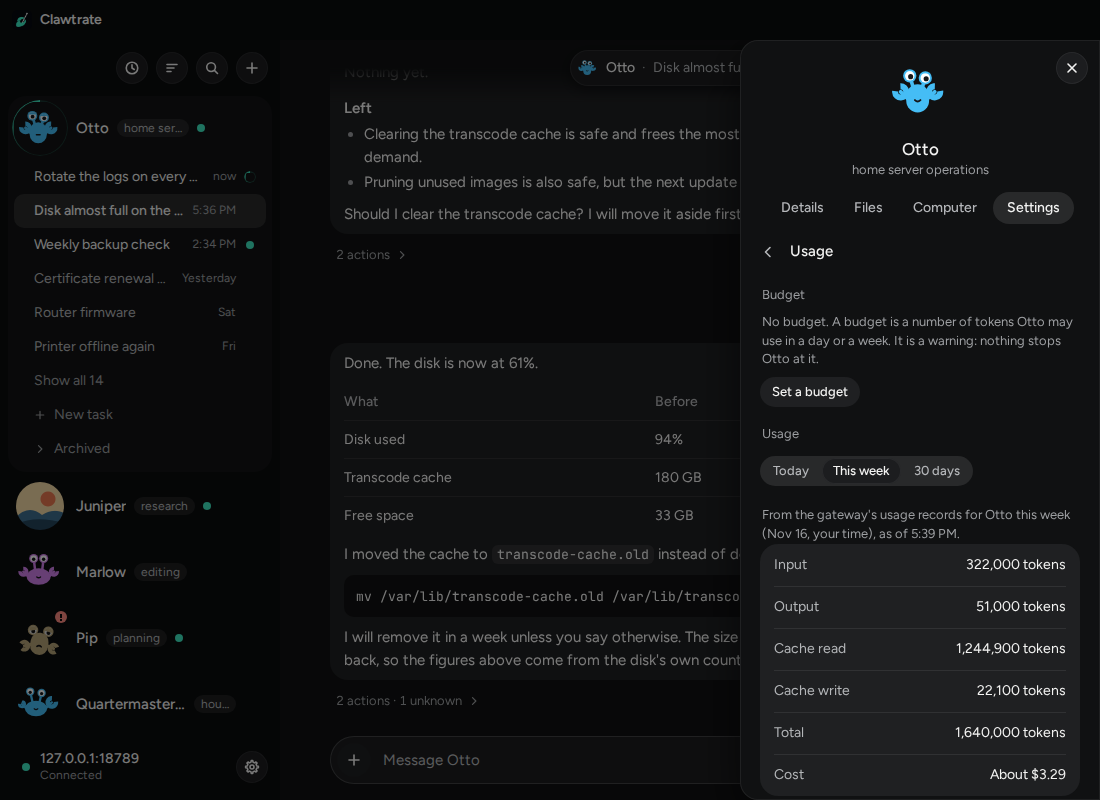 Clawtrate
Otto home ser...
Rotate the logs on every ... now
Disk almost full on the ... 5:36 PM
Weekly backup check 2:34 PM
Certificate renewal ... Yesterday
Router firmware Sat
Printer offline again Fri
Show all 14
+ New task
Archived
Juniper research
Marlow editing
! Pip planning
Quartermaster... hou...
127.0.0.1:18789
Connected
Otto · Disk almost fu
Nothing yet.
Left
• Clearing the transcode cache is safe and frees the most
demand.
• Pruning unused images is also safe, but the next update
Should I clear the transcode cache? I will move it aside first
2 actions
Done. The disk is now at 61%.
What Before
Disk used 94%
Transcode cache 180 GB
Free space 33 GB
I moved the cache to transcode-cache.old instead of d
mv /var/lib/transcode-cache.old /var/lib/transco
I will remove it in a week unless you say otherwise. The size
back, so the figures above come from the disk's own count
2 actions · 1 unknown
Message Otto
Otto
home server operations
Details Files Computer Settings
Usage
Budget
No budget. A budget is a number of tokens Otto may
use in a day or a week. It is a warning: nothing stops
Otto at it.
Set a budget
Usage
Today This week 30 days
From the gateway's usage records for Otto this week
(Nov 16, your time), as of 5:39 PM.
Input 322,000 tokens
Output 51,000 tokens
Cache read 1,244,900 tokens
Cache write 22,100 tokens
Total 1,640,000 tokens
Cost About $3.29